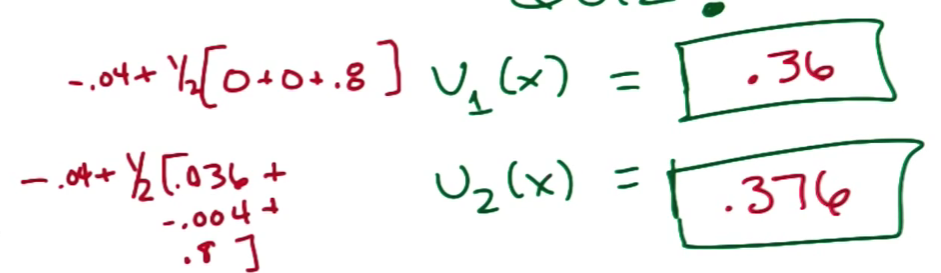 -.04 + ½[0+0+.8] U₁(x) = .36
-.04 + ½[.036 +
-.004 +
.8]
U₂(x) = .376